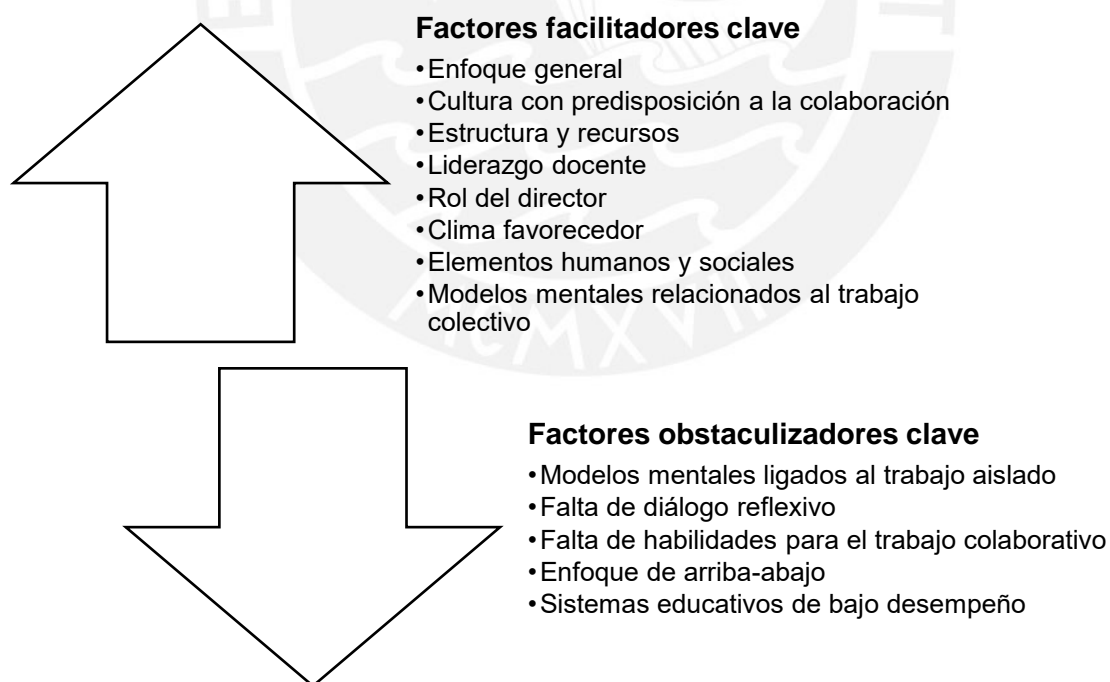 Factores facilitadores clave
•Enfoque general
•Cultura con predisposición a la colaboración
•Estructura y recursos
•Liderazgo docente
•Rol del director
•Clima favorecedor
•Elementos humanos y sociales
•Modelos mentales relacionados al trabajo
colectivo
Factores obstaculizadores clave
•Modelos mentales ligados al trabajo aislado
•Falta de diálogo reflexivo
•Falta de habilidades para el trabajo colaborativo
•Enfoque de arriba-abajo
•Sistemas educativos de bajo desempeño